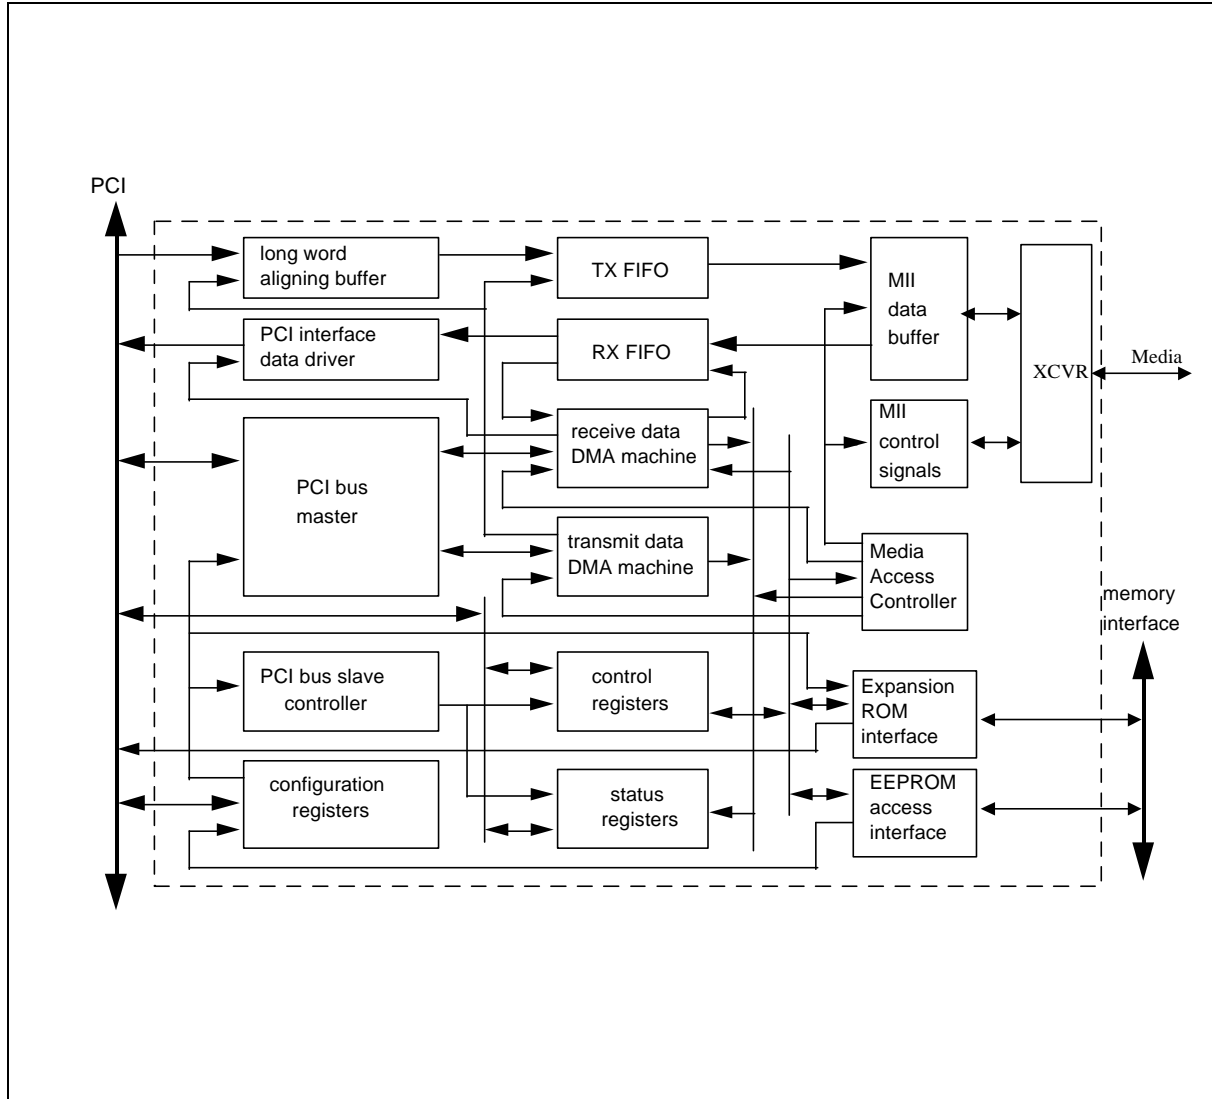 PCI
long word
aligning buffer
TX FIFO
MII
data
buffer
PCI interface
data driver
RX FIFO
XCVR
Media
receive data
DMA machine
MII
control
signals
PCI bus
master
transmit data
DMA machine
Media
Access
Controller
memory
interface
PCI bus slave
controller
control
registers
Expansion
ROM
interface
configuration
registers
status
registers
EEPROM
access
interface